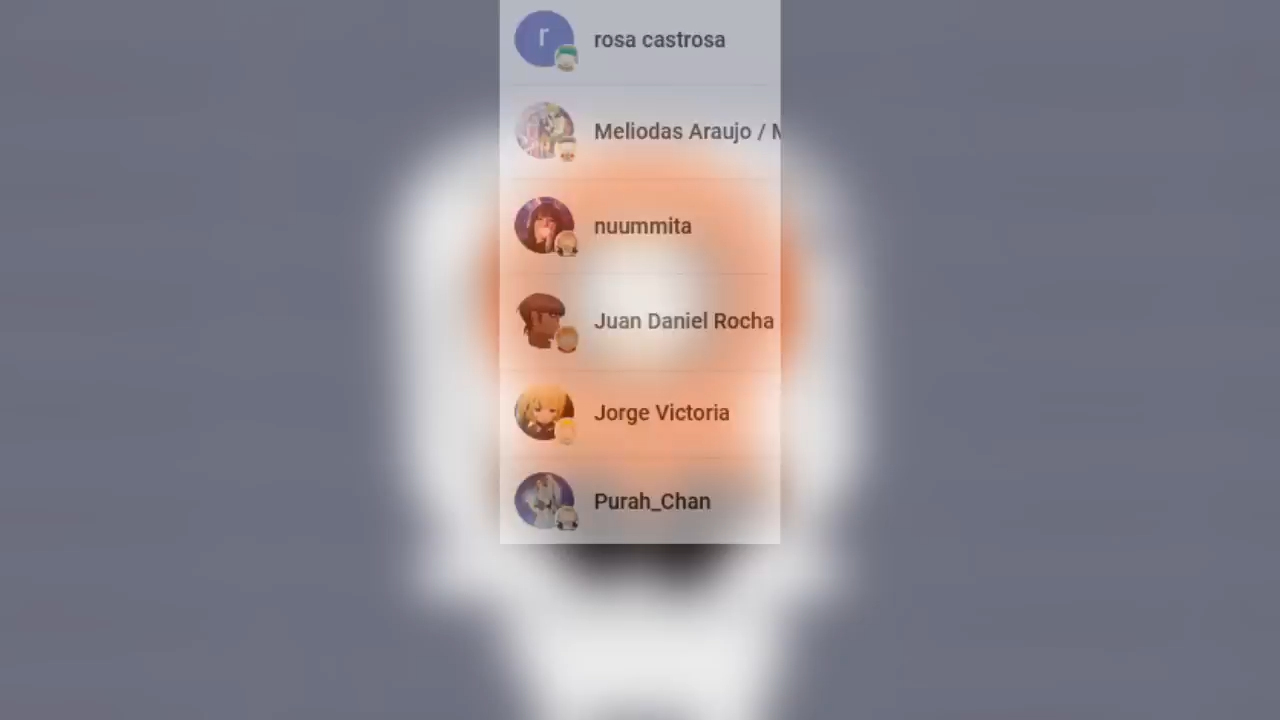 r
rosa castrosa
Meliodas Araujo /
nuummita
Juan Daniel Rocha
Jorge Victoria
Purah_Chan